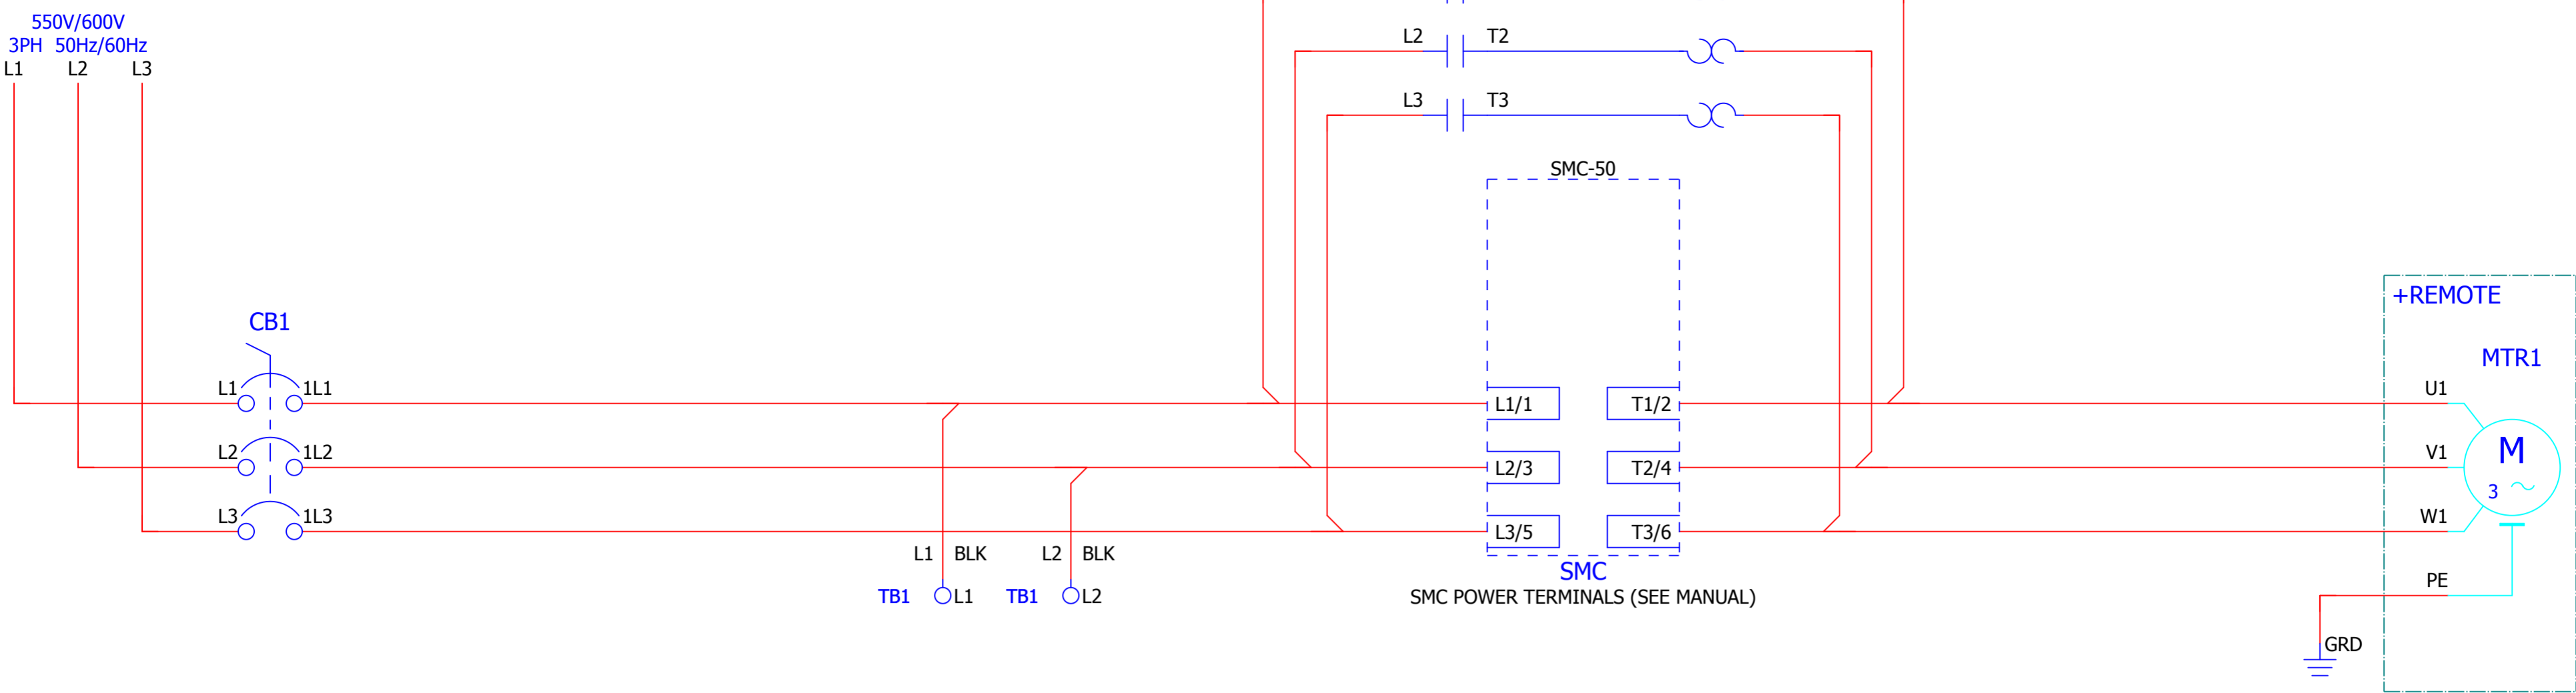 550V/600V
3PH 50Hz/60Hz
L1 L2 L3
L2 T2
L3 T3
SMC-50
CB1
+REMOTE
MTR1
L1 1L1
L1/1 T1/2
U1
L2 1L2
L2/3 T2/4
V1
M
3 ~
L3 1L3
L3/5 T3/6
W1
L1 BLK L2 BLK
SMC
TB1 L1 TB1 L2
SMC POWER TERMINALS (SEE MANUAL)
PE
GRD